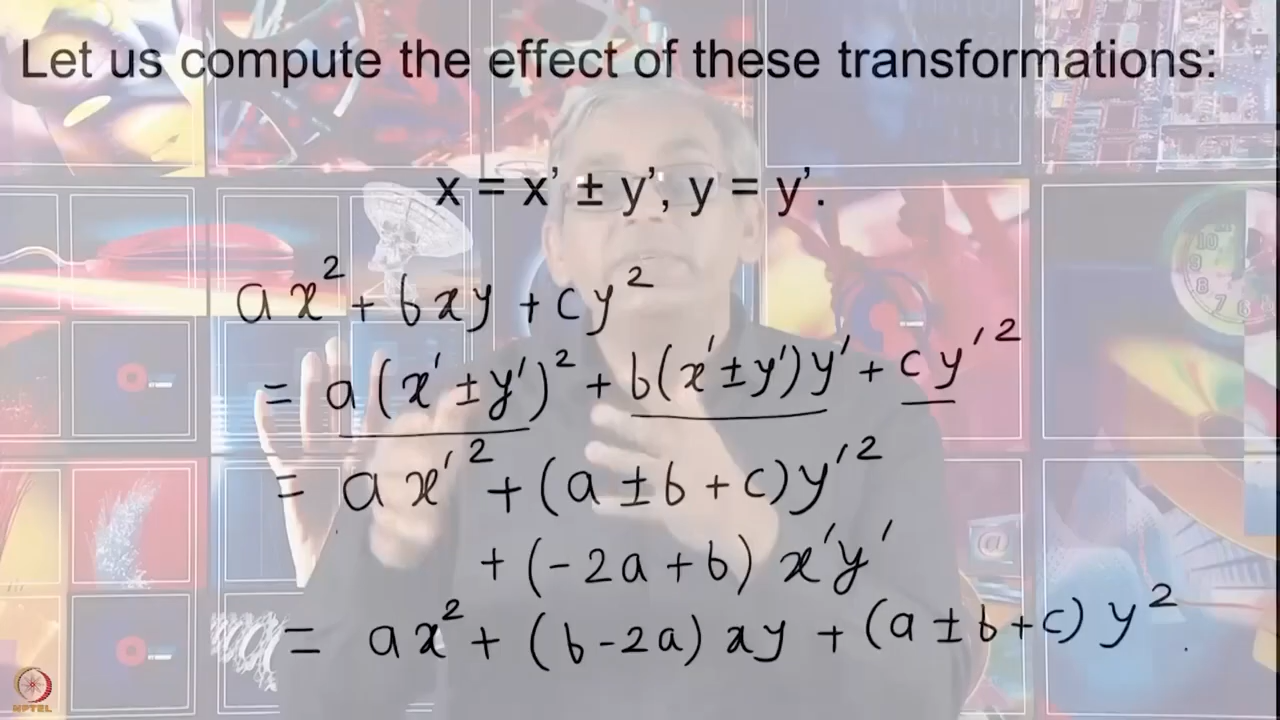 Let us compute the effect of these transformations:
x = x' ± y', y = y'.
ax² + bxy + cy²
= a(x' ± y')² + b(x' ± y')y' + cy'²
= ax'² + (a ± b + c)y'²
+ (-2a + b) x'y'
= ax² + (b - 2a) xy + (a ± b + c) y².
NPTEL